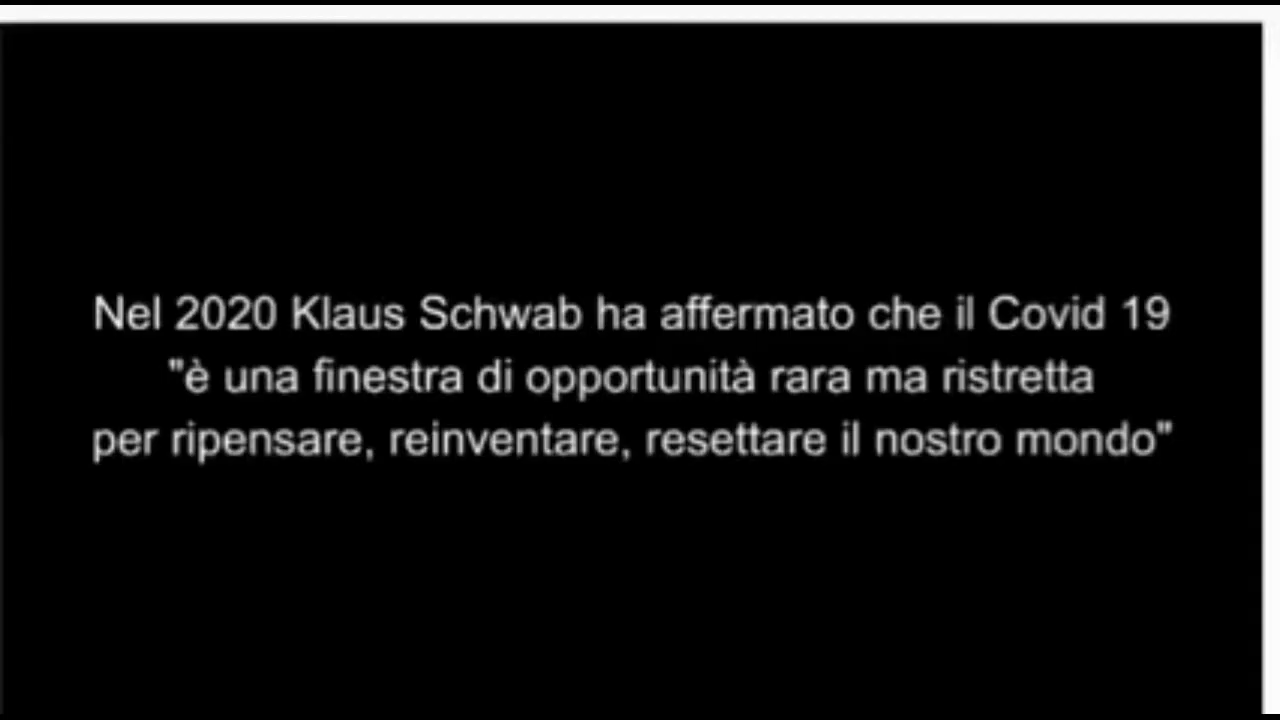 Nel 2020 Klaus Schwab ha affermato che il Covid 19
"è una finestra di opportunità rara ma ristretta
per ripensare, reinventare, resettare il nostro mondo"